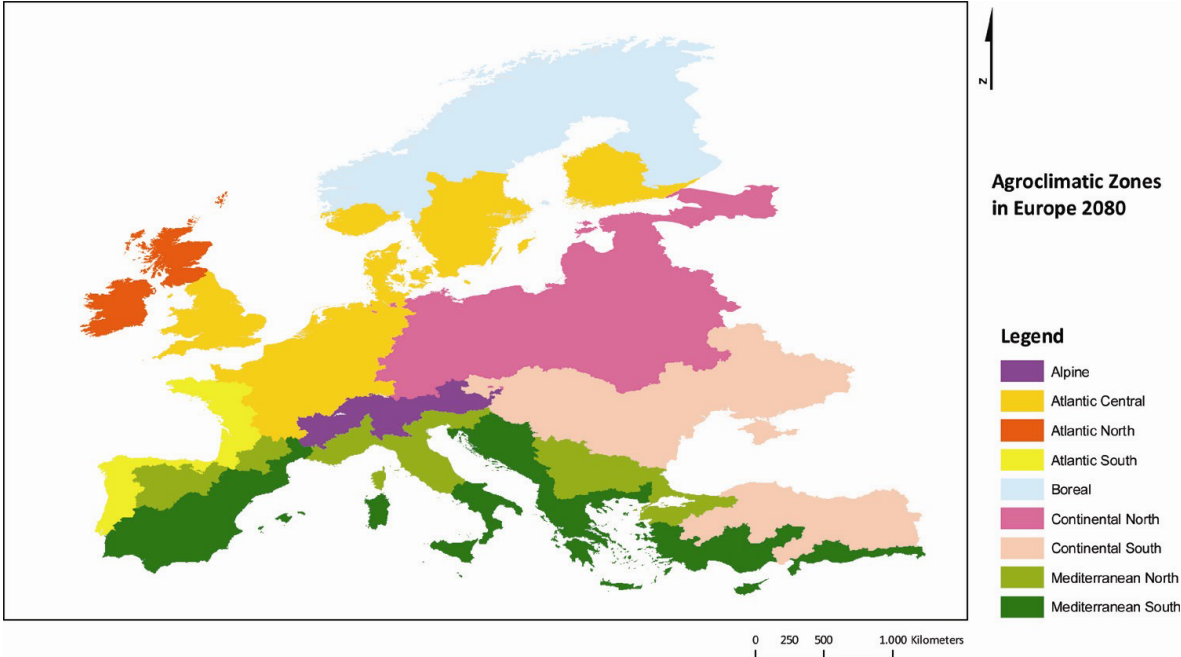 N
Agroclimatic Zones
in Europe 2080
Legend
Alpine
Atlantic Central
Atlantic North
Atlantic South
Boreal
Continental North
Continental South
Mediterranean North
Mediterranean South
0 250 500 1.000 Kilometers